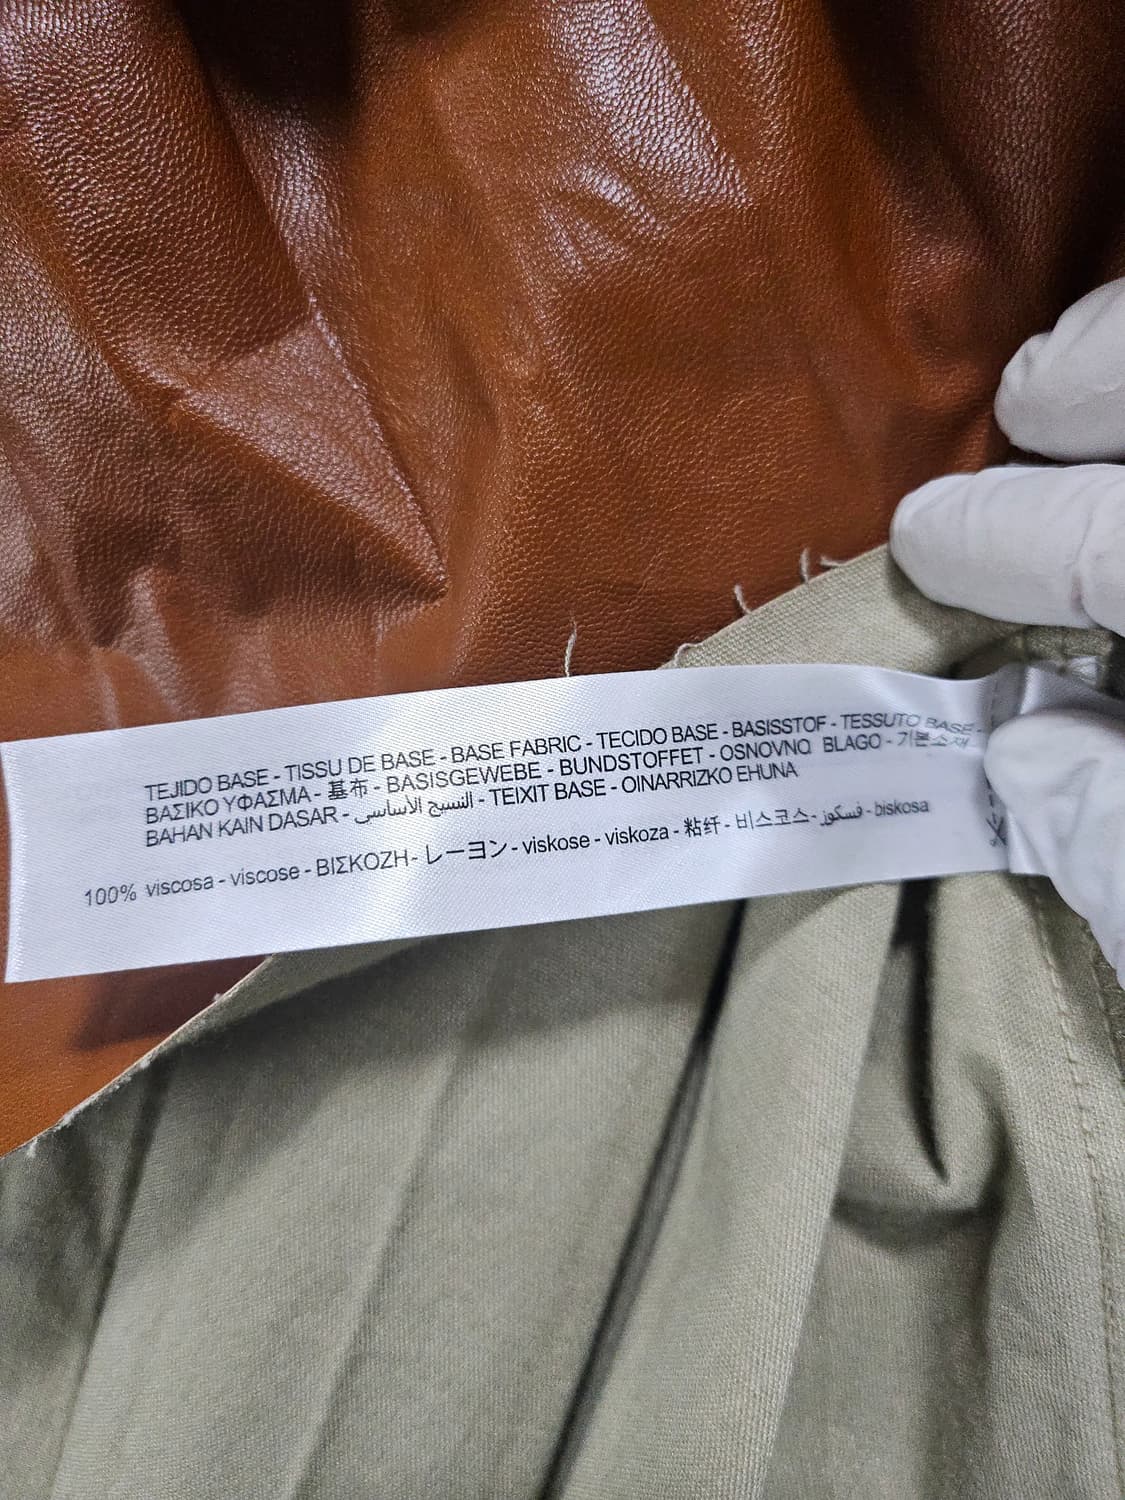 TEJIDO BASE - TISSU DE BASE - BASE FABRIC - TECIDO BASE - BASISSTOF - TESSUTO BASE -
ΒΑΣΙΚΟ ΥΦΑΣΜΑ - 基布 - BASISGEWEBE - BUNDSTOFFET - OSNOVNO BLAGO - 기본소재
BAHAN KAIN DASAR - النسيج الأساسي - TEIXIT BASE - OINARRIZKO EHUNA
100% viscosa - viscose - ΒΙΣΚΟΖΗ - レーヨン - viskose - viskoza - 粘纤 - 비스코스 - فسكوز - biskosa